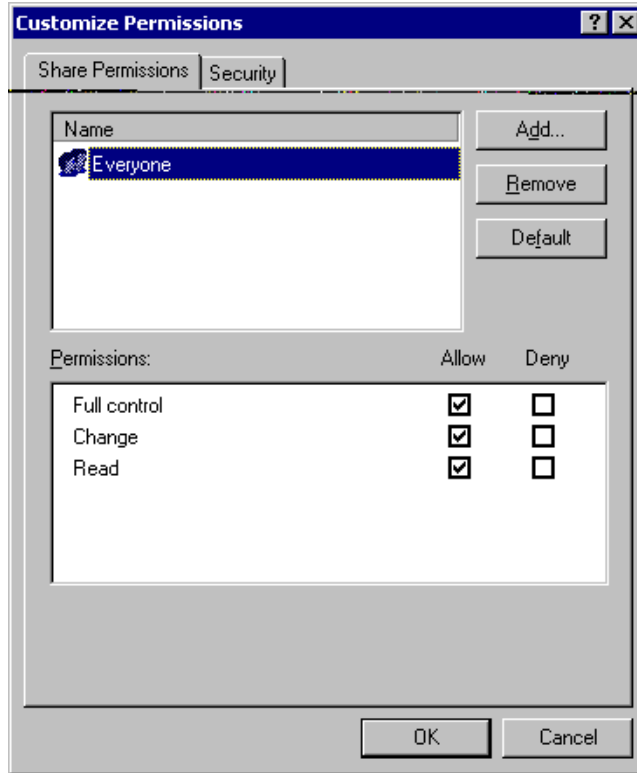 Customize Permissions
Share Permissions Security
Name
Everyone
Add...
Remove
Default
Permissions: Allow Deny
Full control
Change
Read
OK Cancel